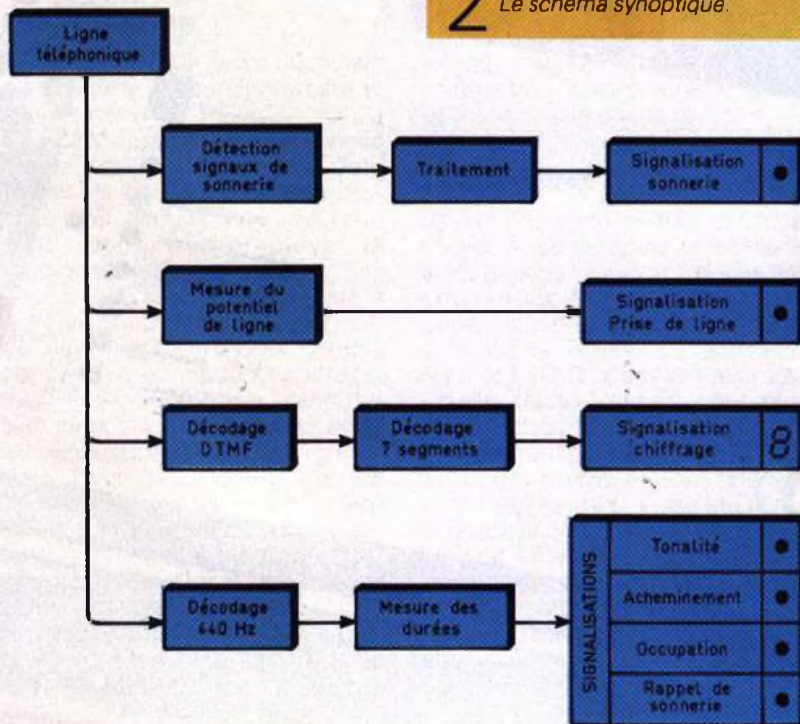 2
Le schéma synoptique.
Ligne
téléphonique
Détection
signaux de
sonnerie
Traitement
Signalisation
sonnerie
Mesure du
potentiel
de ligne
Signalisation
Prise de ligne
Décodage
DTMF
Décodage
7 segments
Signalisation
chiffrage
8
Décodage
440 Hz
Mesure des
durées
SIGNALISATIONS
Tonalité
Acheminement
Occupation
Rappel de
sonnerie